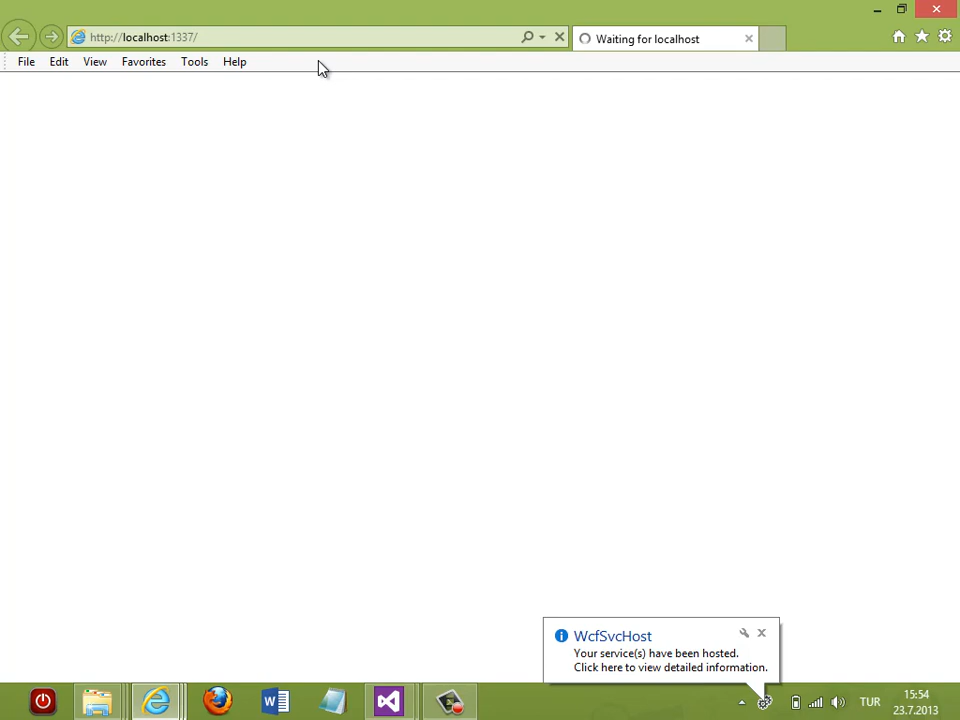 http://localhost:1337/
Waiting for localhost
File Edit View Favorites Tools Help
WcfSvcHost
Your service(s) have been hosted.
Click here to view detailed information.
TUR
15:54
23.7.2013